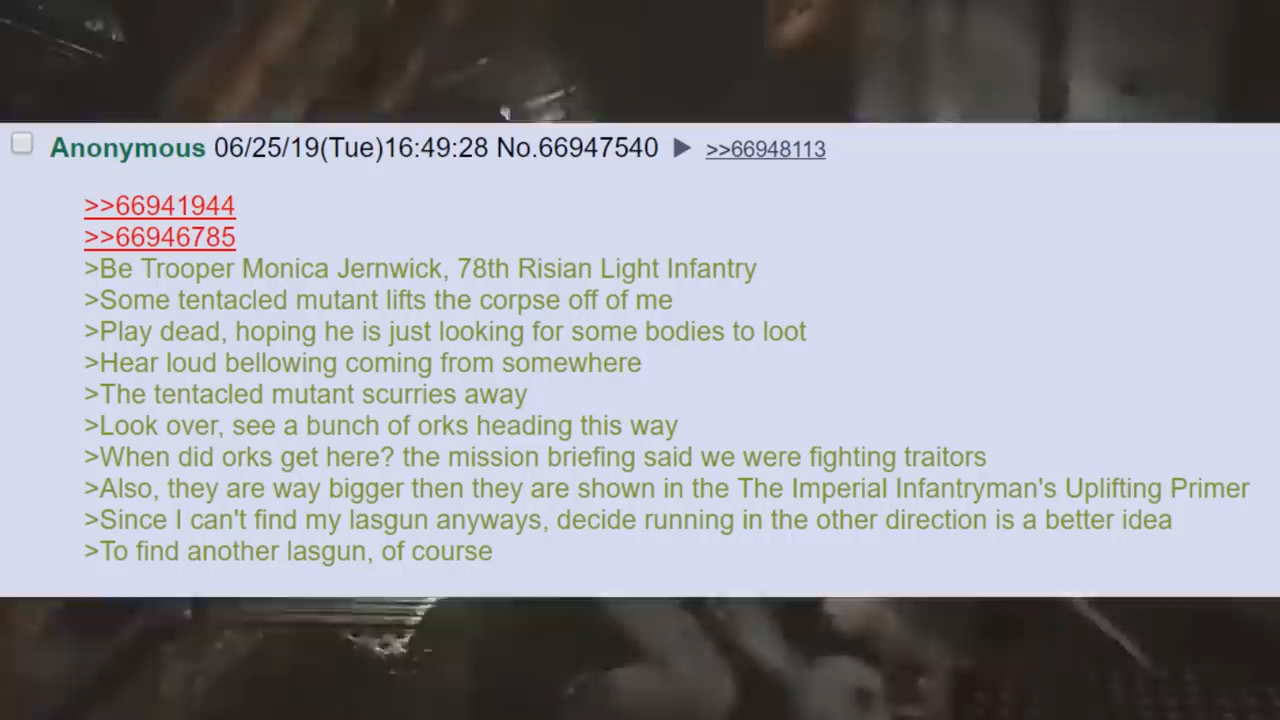 Anonymous 06/25/19(Tue)16:49:28 No.66947540 ▶ >>66948113
>>66941944
>>66946785
>Be Trooper Monica Jernwick, 78th Risian Light Infantry
>Some tentacled mutant lifts the corpse off of me
>Play dead, hoping he is just looking for some bodies to loot
>Hear loud bellowing coming from somewhere
>The tentacled mutant scurries away
>Look over, see a bunch of orks heading this way
>When did orks get here? the mission briefing said we were fighting traitors
>Also, they are way bigger then they are shown in the The Imperial Infantryman's Uplifting Primer
>Since I can't find my lasgun anyways, decide running in the other direction is a better idea
>To find another lasgun, of course